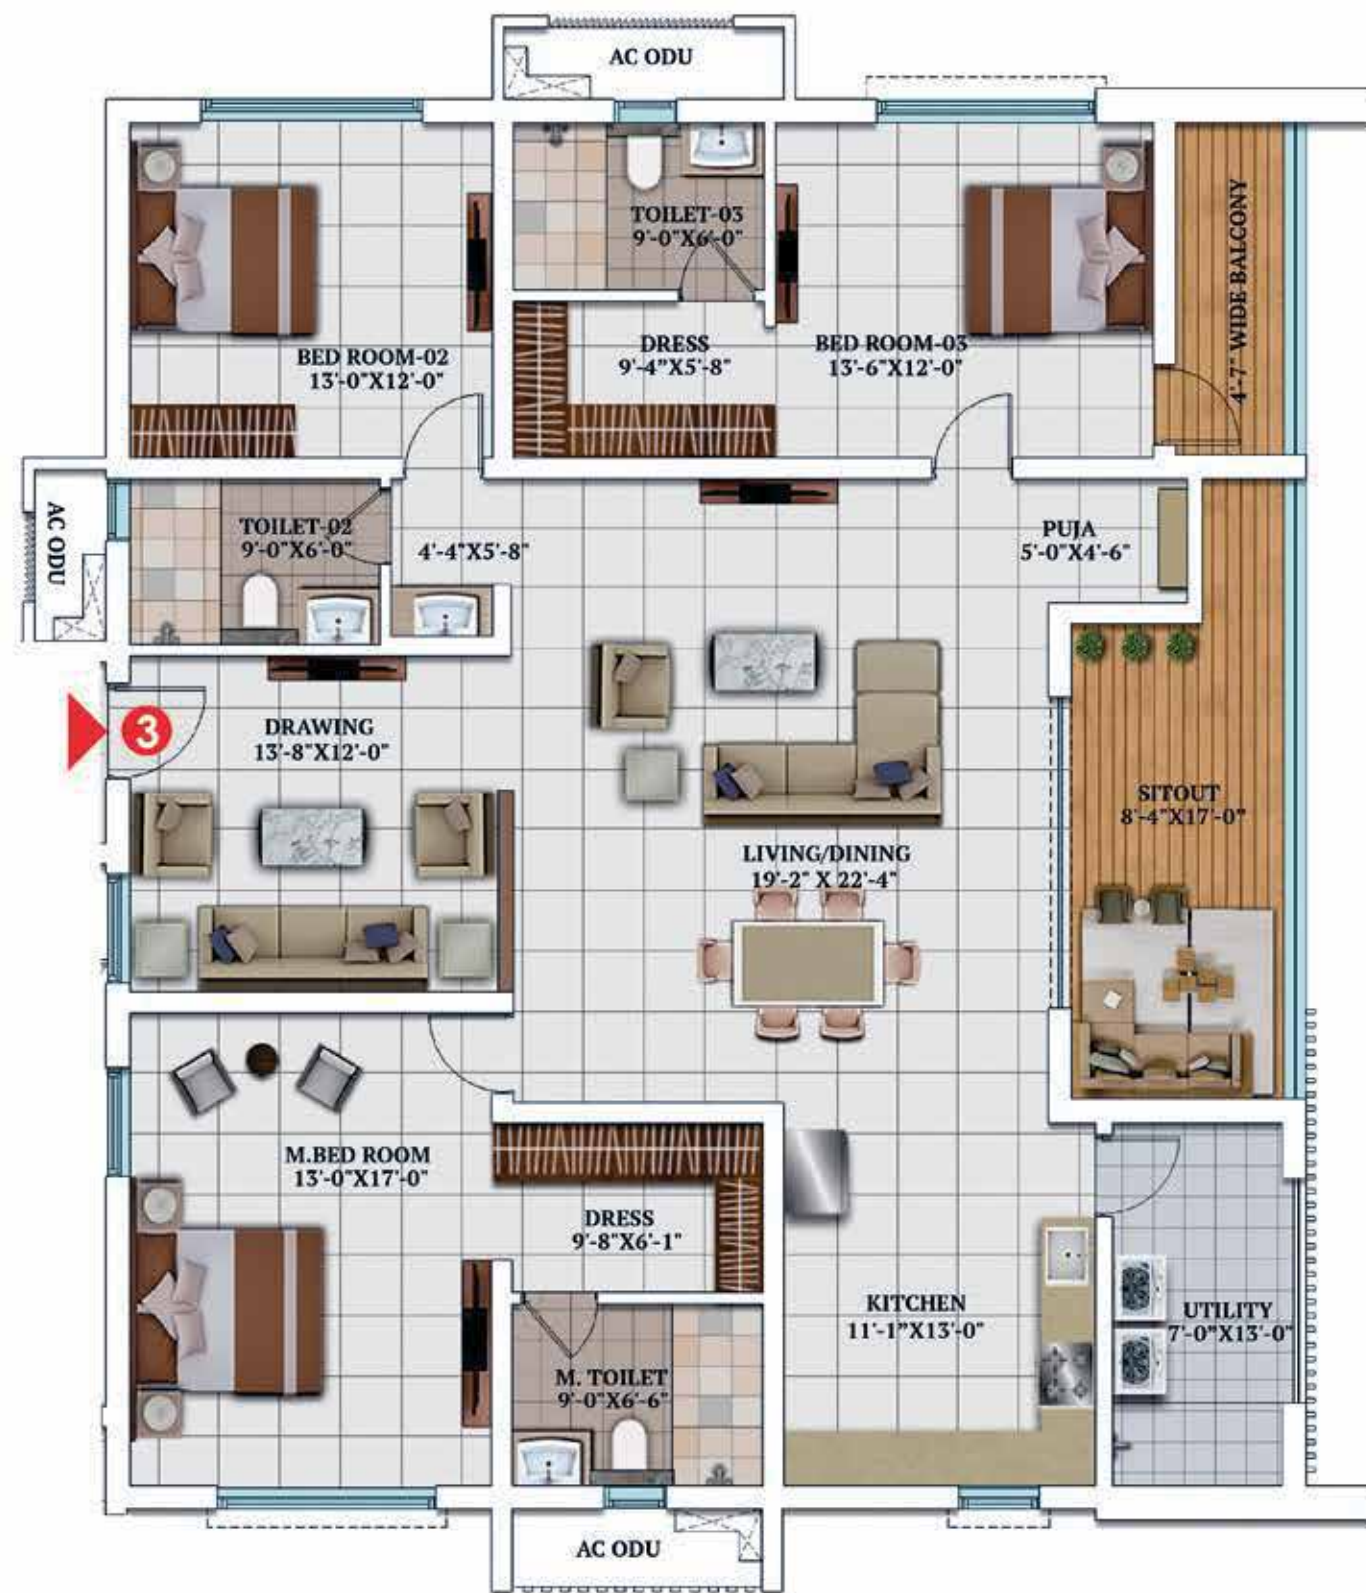 AC ODU
TOILET-03
9'-0"X6'-0"
4'-7" WIDE BALCONY
BED ROOM-02
13'-0"X12'-0"
DRESS
9'-4"X5'-8"
BED ROOM-03
13'-6"X12'-0"
AC ODU
TOILET-02
9'-0"X6'-0"
4'-4"X5'-8"
PUJA
5'-0"X4'-6"
3
DRAWING
13'-8"X12'-0"
SITOUT
8'-4"X17'-0"
LIVING/DINING
19'-2" X 22'-4"
M.BED ROOM
13'-0"X17'-0"
DRESS
9'-8"X6'-1"
KITCHEN
11'-1"X13'-0"
UTILITY
7'-0"X13'-0"
M. TOILET
9'-0"X6'-6"
AC ODU